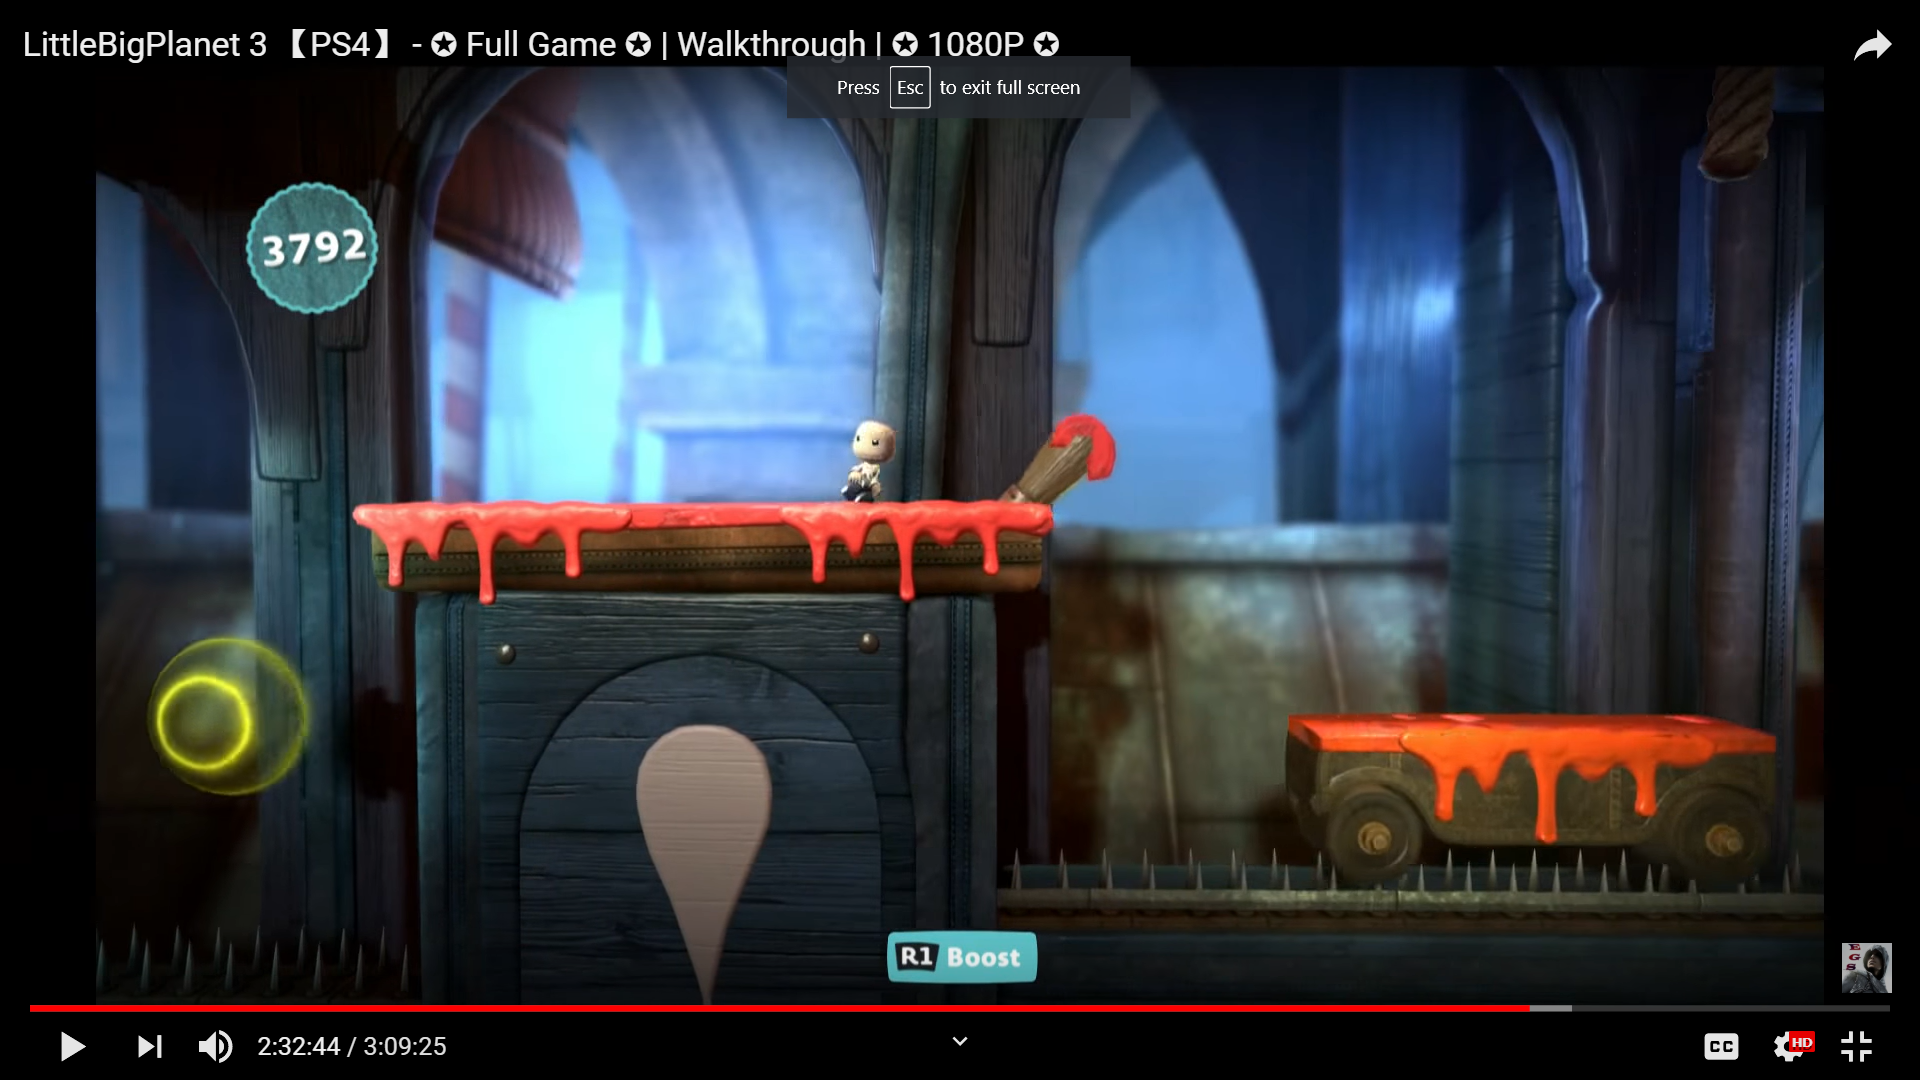 LittleBigPlanet 3 【PS4】 - ✪ Full Game ✪ | Walkthrough | ✪ 1080P ✪
Press Esc to exit full screen
3792
R1 Boost
EGS
2:32:44 / 3:09:25
CC
HD